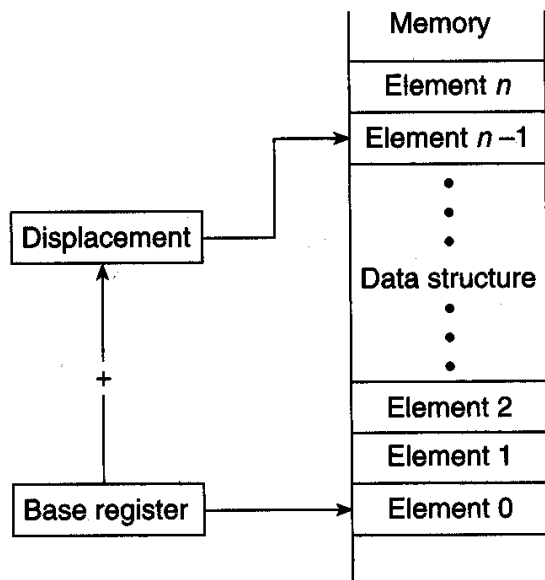 Memory
Element n
Element n–1
Displacement
Data structure
+
Element 2
Element 1
Base register
Element 0